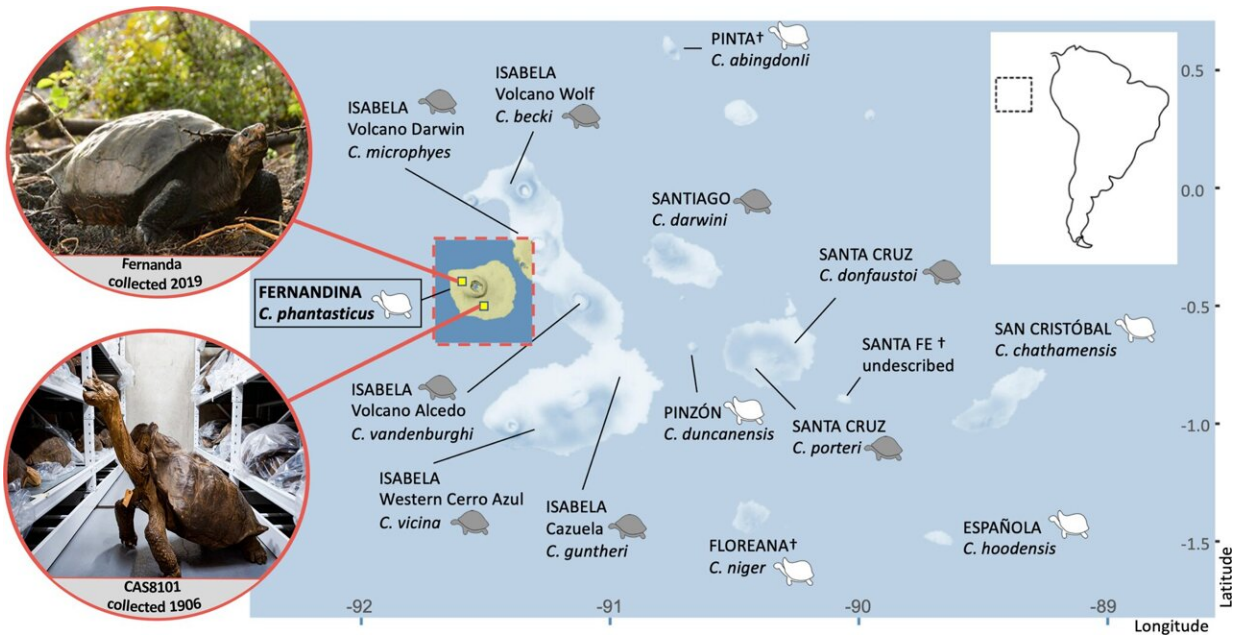 PINTA†
C. abingdonli
ISABELA
Volcano Wolf
C. becki
ISABELA
Volcano Darwin
C. microphyes
0.5
0.0
-0.5
-1.0
-1.5
Latitude
SANTIAGO
C. darwini
SANTA CRUZ
C. donfaustoi
Fernanda
collected 2019
FERNANDINA
C. phantasticus
SAN CRISTÓBAL
C. chathamensis
SANTA FE †
undescribed
ISABELA
Volcano Alcedo
C. vandenburghi
PINZÓN
C. duncanensis
SANTA CRUZ
C. porteri
ISABELA
Western Cerro Azul
C. vicina
ISABELA
Cazuela
C. guntheri
FLOREANA†
C. niger
ESPAÑOLA
C. hoodensis
CAS8101
collected 1906
-92
-91
-90
-89
Longitude